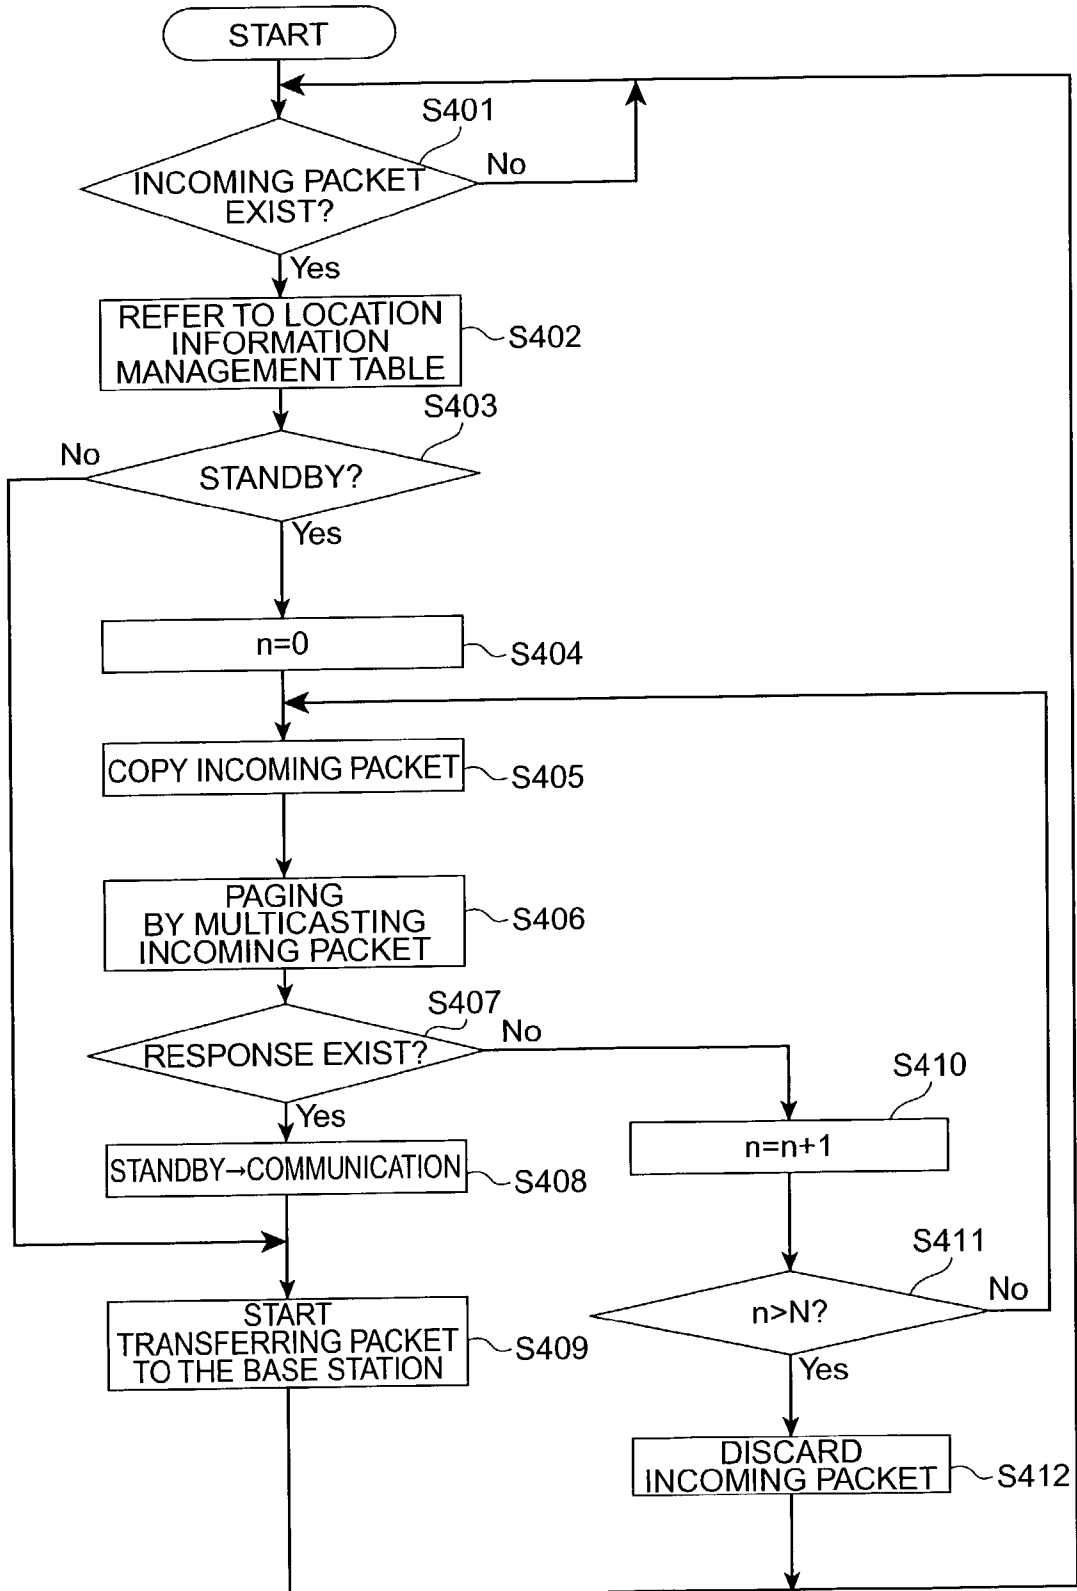 START
S401
INCOMING PACKET
EXIST?
No
Yes
REFER TO LOCATION
INFORMATION
MANAGEMENT TABLE
S402
S403
No
STANDBY?
Yes
n=0
S404
COPY INCOMING PACKET
S405
PAGING
BY MULTICASTING
INCOMING PACKET
S406
S407
RESPONSE EXIST?
No
Yes
STANDBY→COMMUNICATION
S408
S410
n=n+1
S411
n>N?
No
Yes
START
TRANSFERRING PACKET
TO THE BASE STATION
S409
DISCARD
INCOMING PACKET
S412